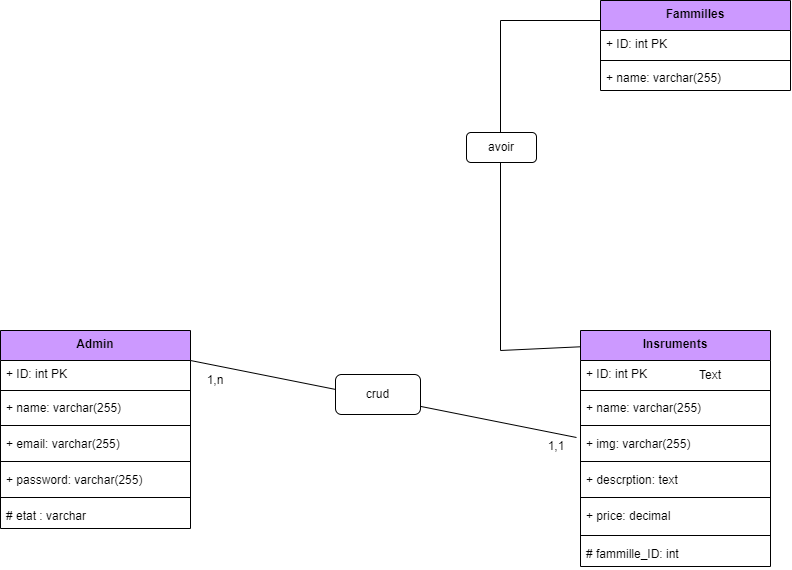 Fammilles
+ ID: int PK
+ name: varchar(255)
avoir
Admin
+ ID: int PK
+ name: varchar(255)
+ email: varchar(255)
+ password: varchar(255)
# etat : varchar
1,n
crud
1,1
Insruments
+ ID: int PK Text
+ name: varchar(255)
+ img: varchar(255)
+ descrption: text
+ price: decimal
# fammille_ID: int